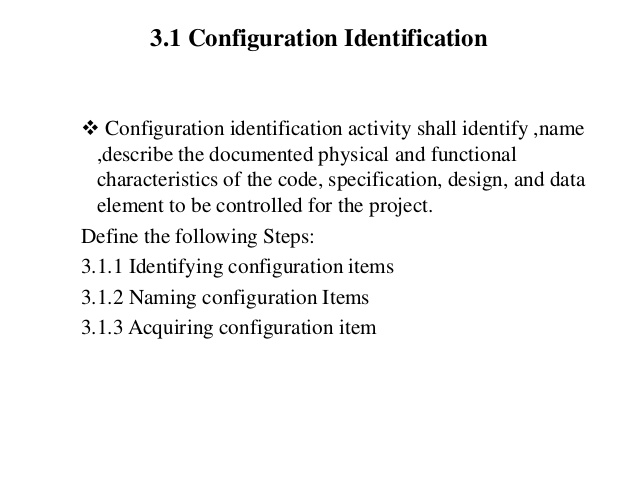 3.1 Configuration Identification
❖ Configuration identification activity shall identify ,name
,describe the documented physical and functional
characteristics of the code, specification, design, and data
element to be controlled for the project.
Define the following Steps:
3.1.1 Identifying configuration items
3.1.2 Naming configuration Items
3.1.3 Acquiring configuration item